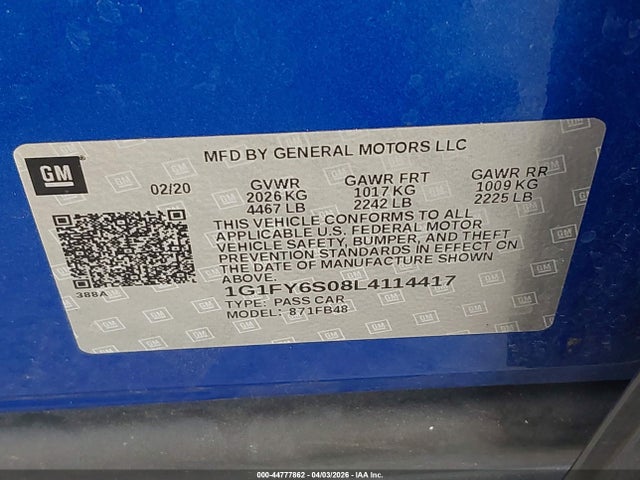 GM
MFD BY GENERAL MOTORS LLC
02/20
GVWR
2026 KG
4467 LB
GAWR FRT
1017 KG
2242 LB
GAWR RR
1009 KG
2225 LB
THIS VEHICLE CONFORMS TO ALL
APPLICABLE U.S. FEDERAL MOTOR
VEHICLE SAFETY, BUMPER, AND THEFT
PREVENTION STANDARDS IN EFFECT ON
THE DATE OF MANUFACTURE SHOWN
ABOVE.
388A
1G1FY6S08L4114417
TYPE: PASS CAR
MODEL: 871FB48
000-44777862 - 04/03/2026 - IAA Inc.